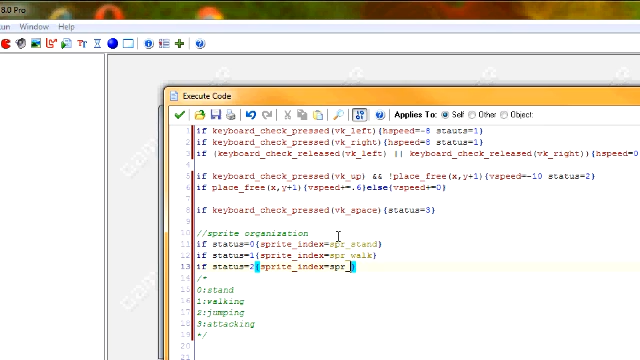 8.0 Pro
un Window Help
Execute Code
Applies To: Self Other Object:
1 if keyboard_check_pressed(vk_left){hspeed=-8 stauts=1}
2 if keyboard_check_pressed(vk_right){hspeed=8 status=1}
3 if (keyboard_check_released(vk_left) || keyboard_check_released(vk_right)){hspeed=0
4
5 if keyboard_check_pressed(vk_up) && !place_free(x,y+1){vspeed=-10 status=2}
6 if place_free(x,y+1){vspeed+=.6}else{vspeed+=0}
7
8 if keyboard_check_pressed(vk_space){status=3}
9
10 //sprite organization
11 if status=0{sprite_index=spr_stand}
12 if status=1{sprite_index=spr_walk}
13 if status=2{sprite_index=spr_}
14 /*
15 0:stand
16 1:walking
17 2:jumping
18 3:attacking
19 */
20
21